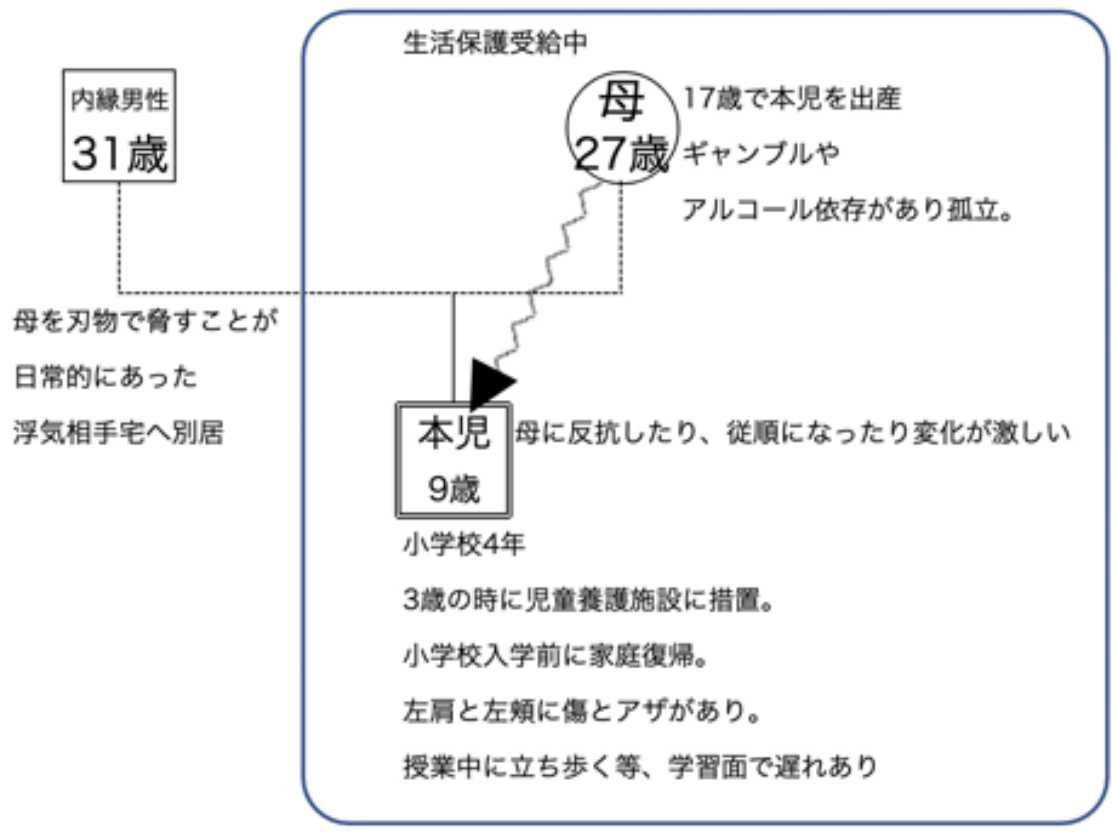 生活保護受給中
内縁男性
31歳
母
27歳
17歳で本児を出産
ギャンブルや
アルコール依存があり孤立。
母を刃物で脅すことが
日常的にあった
浮気相手宅へ別居
本児
9歳
母に反抗したり、従順になったり変化が激しい
小学校4年
3歳の時に児童養護施設に措置。
小学校入学前に家庭復帰。
左肩と左頬に傷とアザがあり。
授業中に立ち歩く等、学習面で遅れあり